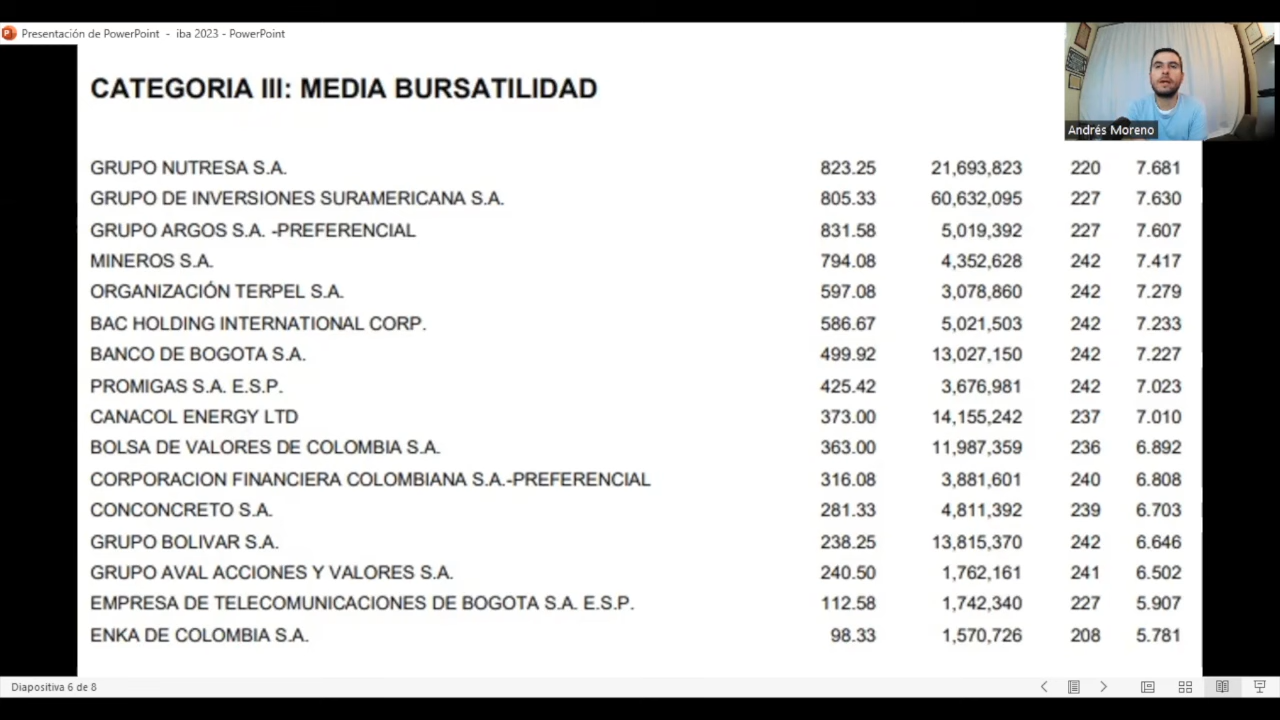 Presentación de PowerPoint - iba 2023 - PowerPoint
CATEGORIA III: MEDIA BURSATILIDAD
Andrés Moreno
GRUPO NUTRESA S.A. 823.25 21,693,823 220 7.681
GRUPO DE INVERSIONES SURAMERICANA S.A. 805.33 60,632,095 227 7.630
GRUPO ARGOS S.A. -PREFERENCIAL 831.58 5,019,392 227 7.607
MINEROS S.A. 794.08 4,352,628 242 7.417
ORGANIZACIÓN TERPEL S.A. 597.08 3,078,860 242 7.279
BAC HOLDING INTERNATIONAL CORP. 586.67 5,021,503 242 7.233
BANCO DE BOGOTA S.A. 499.92 13,027,150 242 7.227
PROMIGAS S.A. E.S.P. 425.42 3,676,981 242 7.023
CANACOL ENERGY LTD 373.00 14,155,242 237 7.010
BOLSA DE VALORES DE COLOMBIA S.A. 363.00 11,987,359 236 6.892
CORPORACION FINANCIERA COLOMBIANA S.A.-PREFERENCIAL 316.08 3,881,601 240 6.808
CONCONCRETO S.A. 281.33 4,811,392 239 6.703
GRUPO BOLIVAR S.A. 238.25 13,815,370 242 6.646
GRUPO AVAL ACCIONES Y VALORES S.A. 240.50 1,762,161 241 6.502
EMPRESA DE TELECOMUNICACIONES DE BOGOTA S.A. E.S.P. 112.58 1,742,340 227 5.907
ENKA DE COLOMBIA S.A. 98.33 1,570,726 208 5.781
Diapositiva 6 de 8